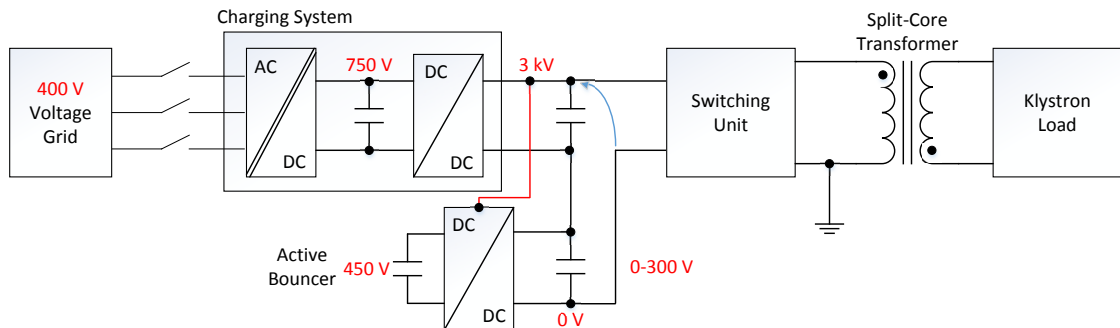 Charging System
Split-Core
Transformer
400 V
Voltage
Grid
AC
DC
750 V
DC
DC
3 kV
Switching
Unit
Klystron
Load
Active
Bouncer
450 V
DC
DC
0-300 V
0 V